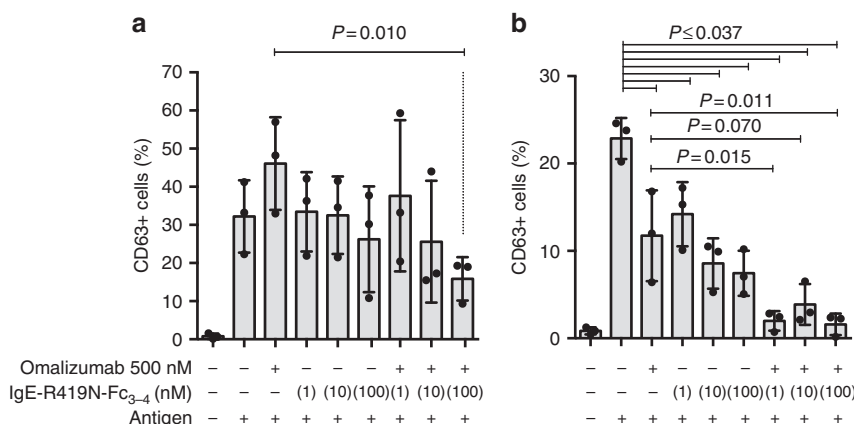 a
P = 0.010
70
60
50
40
30
20
10
0
CD63+ cells (%)
b
P ≤ 0.037
P = 0.011
P = 0.070
P = 0.015
30
20
10
0
CD63+ cells (%)
Omalizumab 500 nM – – + – – – + + + – – + – – – + + +
IgE-R419N-Fc3–4 (nM) – – – (1) (10) (100) (1) (10) (100) – – – (1) (10) (100) (1) (10) (100)
Antigen – + + + + + + + + – + + + + + + + +